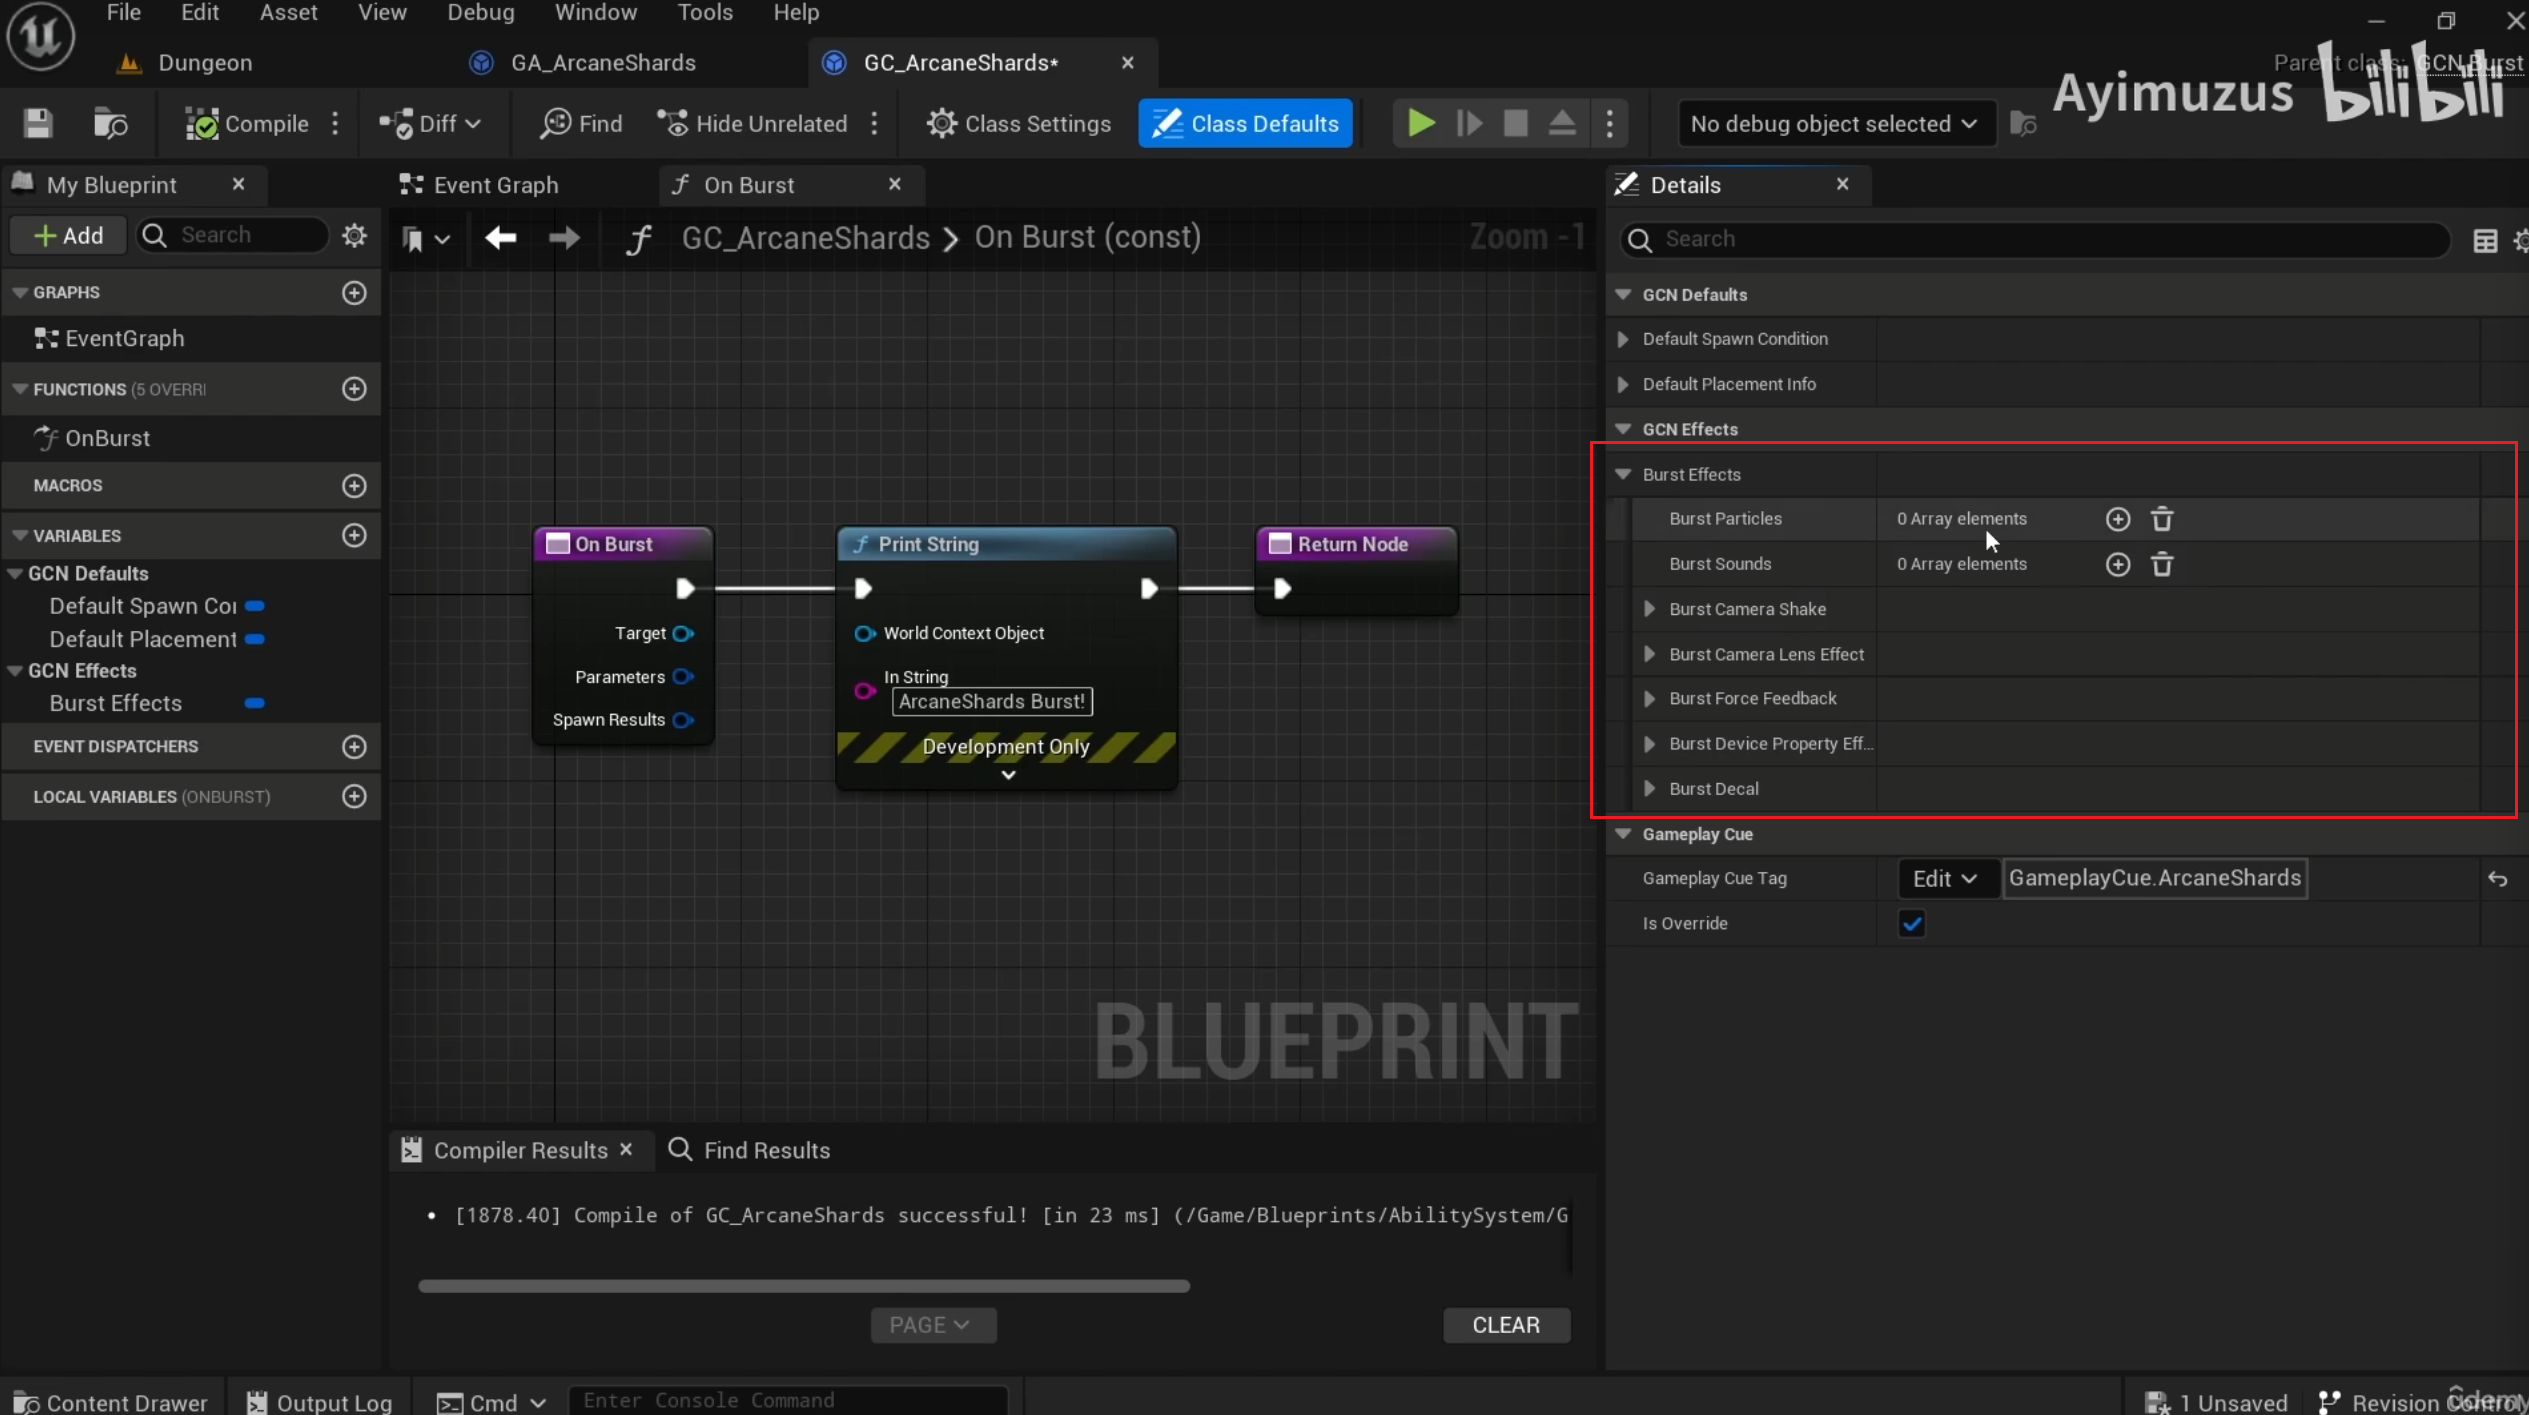 File Edit Asset View Debug Window Tools Help
Dungeon GA_ArcaneShards GC_ArcaneShards*
Parent class: GCN Burst
Ayimuzus bilibili
Compile Diff Find Hide Unrelated Class Settings Class Defaults No debug object selected
My Blueprint Event Graph On Burst Details
Add Search GC_ArcaneShards On Burst (const) Zoom -1 Search
GRAPHS
EventGraph
FUNCTIONS (5 OVERRI
OnBurst
MACROS
VARIABLES
GCN Defaults
Default Spawn Cor
Default Placement
GCN Effects
Burst Effects
EVENT DISPATCHERS
LOCAL VARIABLES (ONBURST)
On Burst
Target
Parameters
Spawn Results
Print String
World Context Object
In String
ArcaneShards Burst!
Development Only
Return Node
BLUEPRINT
GCN Defaults
Default Spawn Condition
Default Placement Info
GCN Effects
Burst Effects
Burst Particles 0 Array elements
Burst Sounds 0 Array elements
Burst Camera Shake
Burst Camera Lens Effect
Burst Force Feedback
Burst Device Property Eff...
Burst Decal
Gameplay Cue
Gameplay Cue Tag Edit GameplayCue.ArcaneShards
Is Override
Compiler Results Find Results
• [1878.40] Compile of GC_ArcaneShards successful! [in 23 ms] (/Game/Blueprints/AbilitySystem/G
PAGE CLEAR
Content Drawer Output Log Cmd Enter Console Command 1 Unsaved Revision Control
udemy